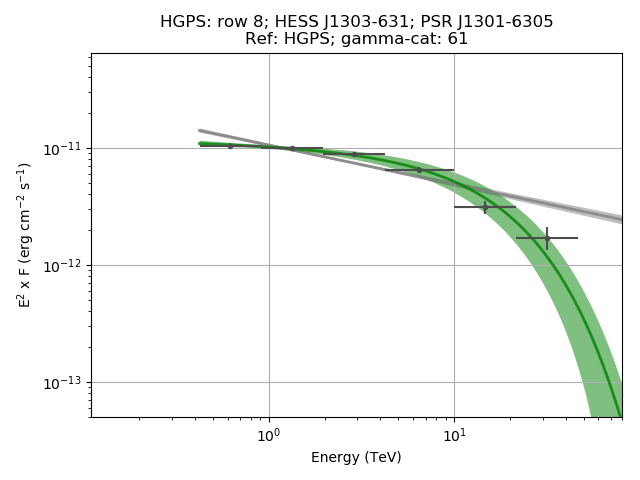 HGPS: row 8; HESS J1303-631; PSR J1301-6305
Ref: HGPS; gamma-cat: 61
E² x F (erg cm⁻² s⁻¹)
10⁻¹¹
10⁻¹²
10⁻¹³
10⁰ 10¹
Energy (TeV)